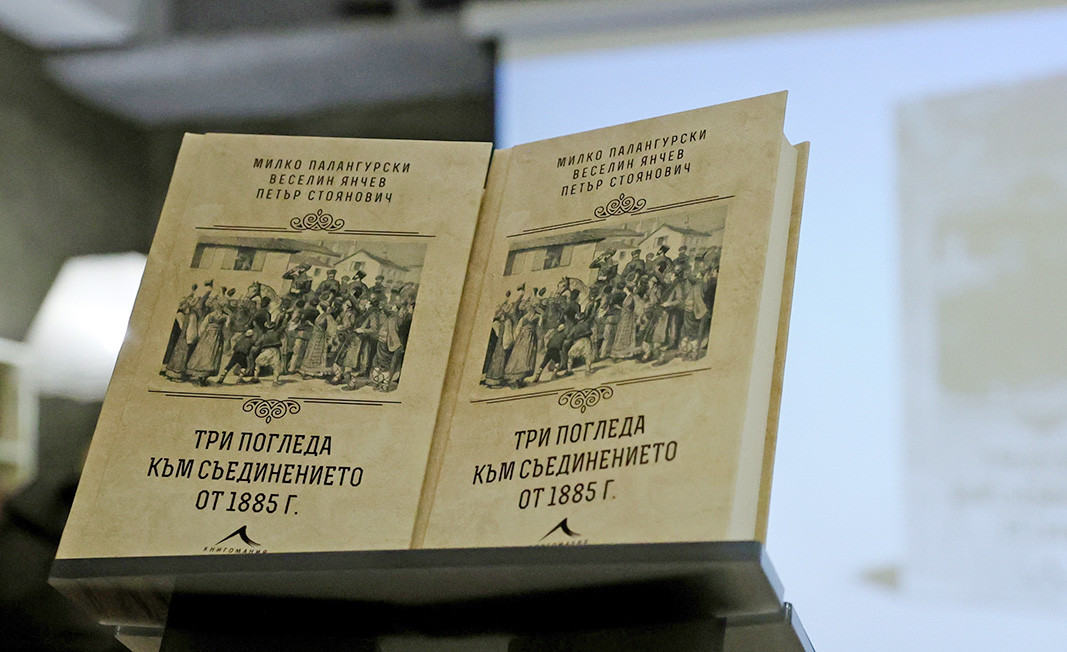 МИЛКО ПАЛАНГУРСКИ
ВЕСЕЛИН ЯНЧЕВ
ПЕТЪР СТОЯНОВИЧ
ТРИ ПОГЛЕДА
КЪМ СЪЕДИНЕНИЕТО
ОТ 1885 Г.
КНИГОМАНИЯ
МИЛКО ПАЛАНГУРСКИ
ВЕСЕЛИН ЯНЧЕВ
ПЕТЪР СТОЯНОВИЧ
ТРИ ПОГЛЕДА
КЪМ СЪЕДИНЕНИЕТО
ОТ 1885 Г.